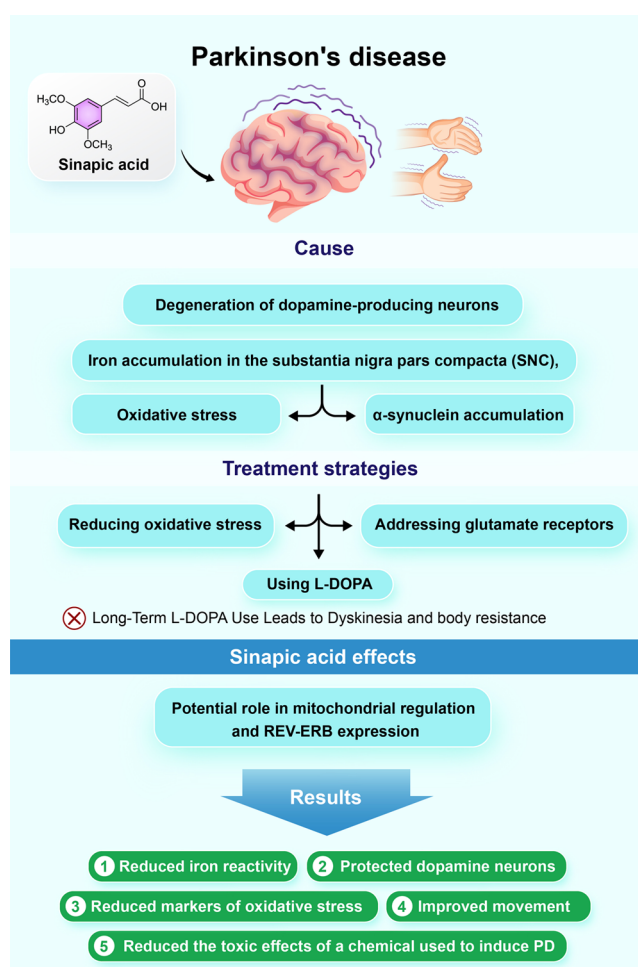 Parkinson's disease
O
H₃CO
OH
HO
OCH₃
Sinapic acid
Cause
Degeneration of dopamine-producing neurons
Iron accumulation in the substantia nigra pars compacta (SNC),
Oxidative stress
α-synuclein accumulation
Treatment strategies
Reducing oxidative stress
Addressing glutamate receptors
Using L-DOPA
Long-Term L-DOPA Use Leads to Dyskinesia and body resistance
Sinapic acid effects
Potential role in mitochondrial regulation
and REV-ERB expression
Results
1 Reduced iron reactivity
2 Protected dopamine neurons
3 Reduced markers of oxidative stress
4 Improved movement
5 Reduced the toxic effects of a chemical used to induce PD